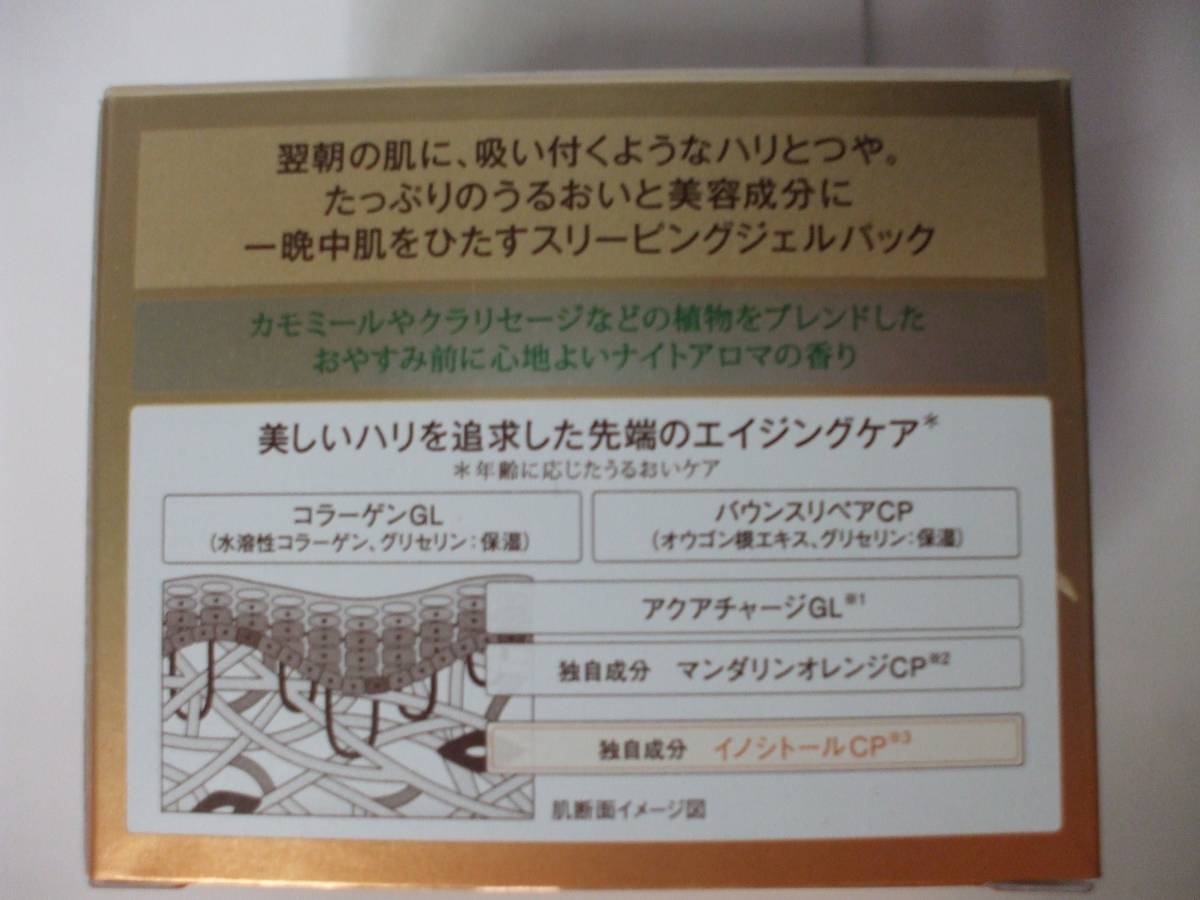 翌朝の肌に、吸い付くようなハリとつや。
たっぷりのうるおいと美容成分に
一晩中肌をひたすスリーピングジェルパック
カモミールやクラリセージなどの植物をブレンドした
おやすみ前に心地よいナイトアロマの香り
美しいハリを追求した先端のエイジングケア*
*年齢に応じたうるおいケア
コラーゲンGL
(水溶性コラーゲン、グリセリン:保湿)
バウンスリペアCP
(オウゴン根エキス、グリセリン:保湿)
アクアチャージGL※1
独自成分 マンダリンオレンジCP※2
独自成分 イノシトールCP※3
肌断面イメージ図